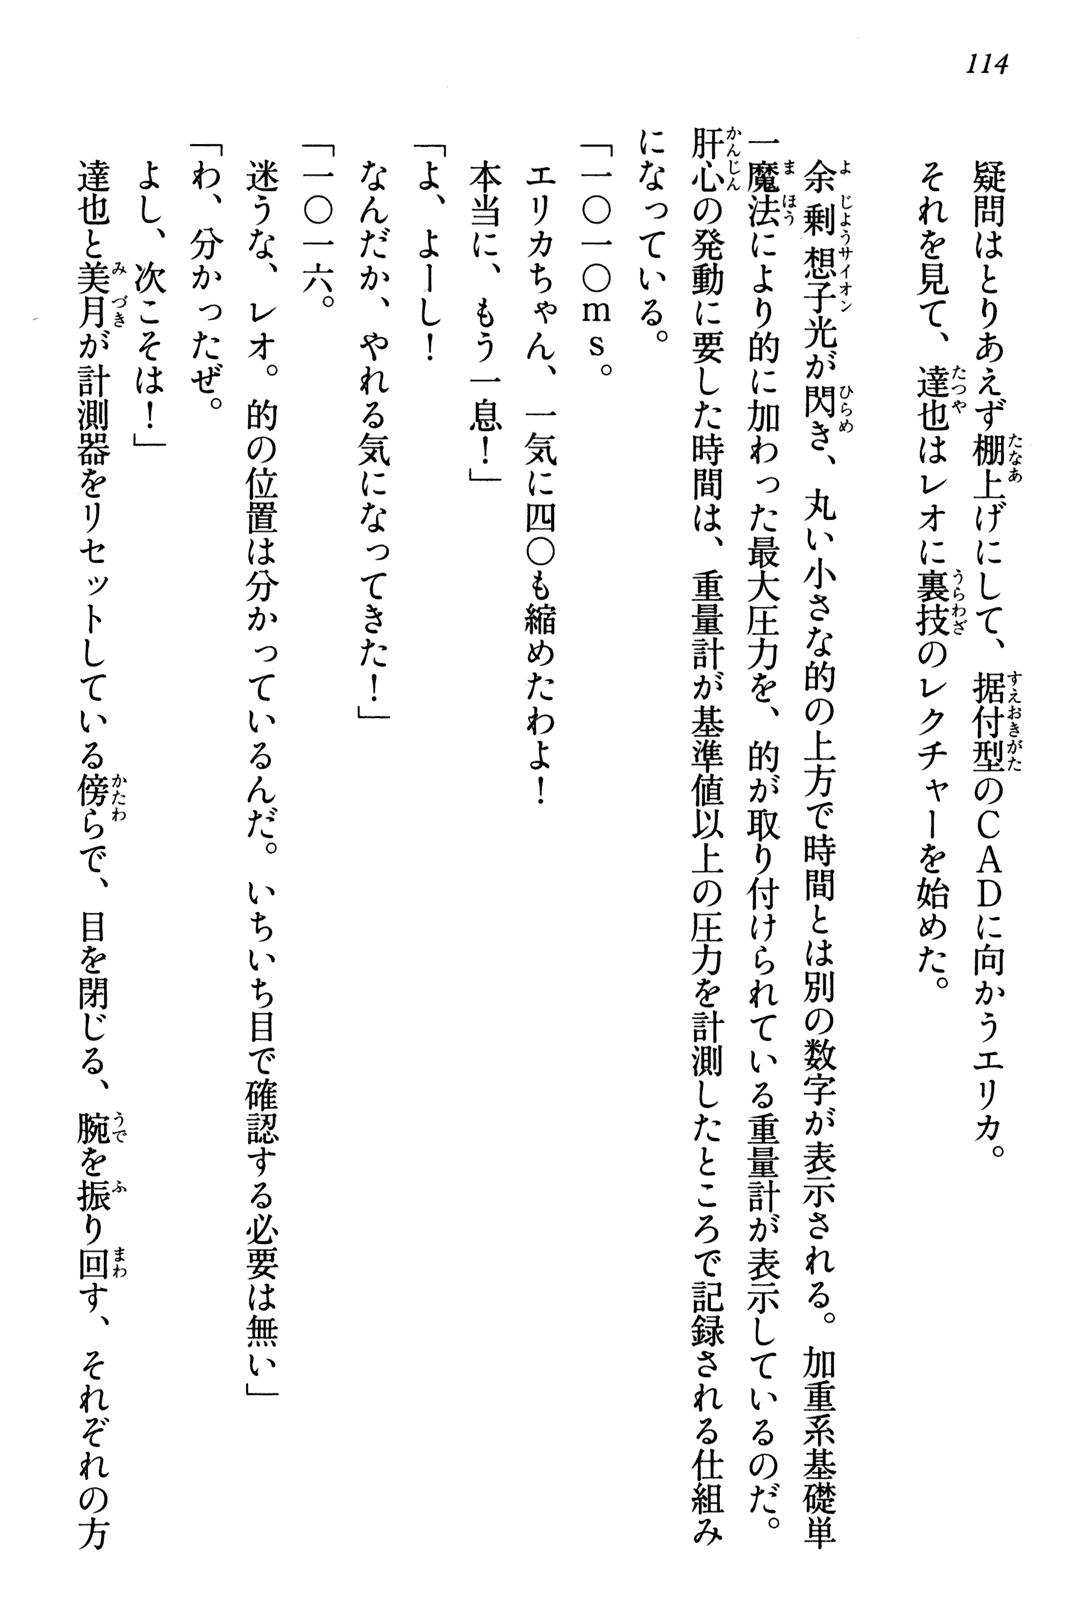 114
疑問はとりあえず棚上げにして、据付型のCADに向かうエリカ。
それを見て、達也はレオに裏技のレクチャーを始めた。
余剰想子光が閃き、丸い小さな的の上方で時間とは別の数字が表示される。加重系基礎単
一魔法により的に加わった最大圧力を、的が取り付けられている重量計が表示しているのだ。
肝心の発動に要した時間は、重量計が基準値以上の圧力を計測したところで記録される仕組み
になっている。
「一〇一〇ms。
エリカちゃん、一気に四〇も縮めたわよ！
本当に、もう一息！」
「よ、よーし！
なんだか、やれる気になってきた！」
「一〇一六。
迷うな、レオ。的の位置は分かっているんだ。いちいち目で確認する必要は無い」
「わ、分かったぜ。
よし、次こそは！」
達也と美月が計測器をリセットしている傍らで、目を閉じる、腕を振り回す、それぞれの方